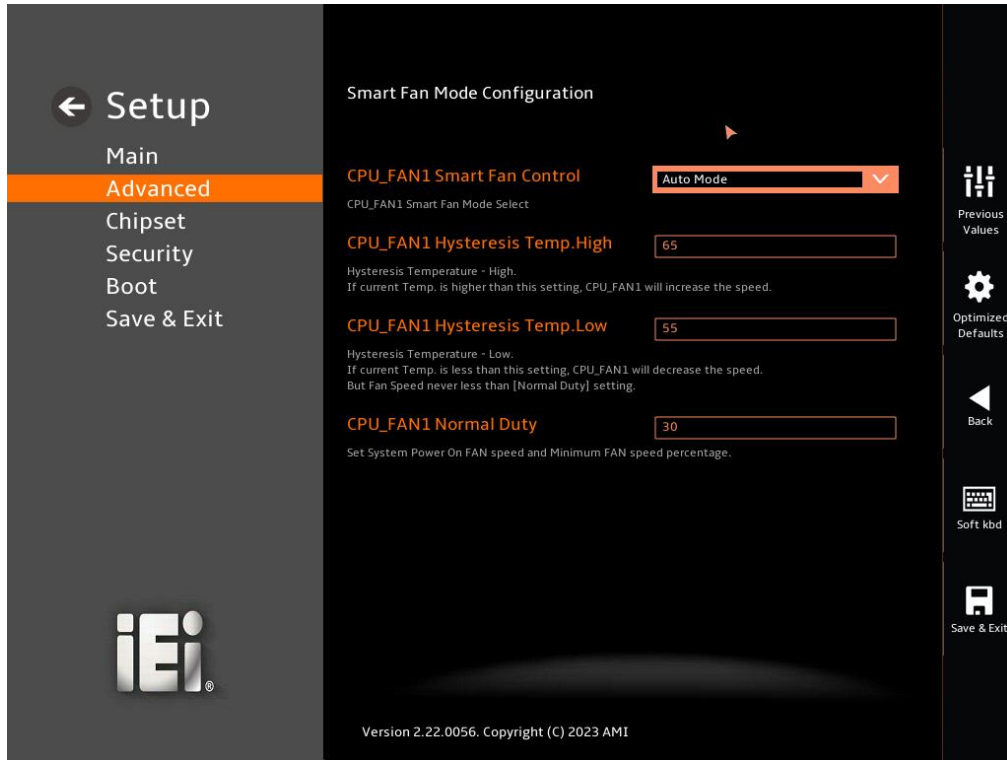 Setup
Main
Advanced
Chipset
Security
Boot
Save & Exit
iEi®
Smart Fan Mode Configuration
CPU_FAN1 Smart Fan Control
Auto Mode
CPU_FAN1 Smart Fan Mode Select
CPU_FAN1 Hysteresis Temp.High
65
Hysteresis Temperature - High.
If current Temp. is higher than this setting, CPU_FAN1 will increase the speed.
CPU_FAN1 Hysteresis Temp.Low
55
Hysteresis Temperature - Low.
If current Temp. is less than this setting, CPU_FAN1 will decrease the speed.
But Fan Speed never less than [Normal Duty] setting.
CPU_FAN1 Normal Duty
30
Set System Power On FAN speed and Minimum FAN speed percentage.
Version 2.22.0056. Copyright (C) 2023 AMI
Previous
Values
Optimized
Defaults
Back
Soft kbd
Save & Exit